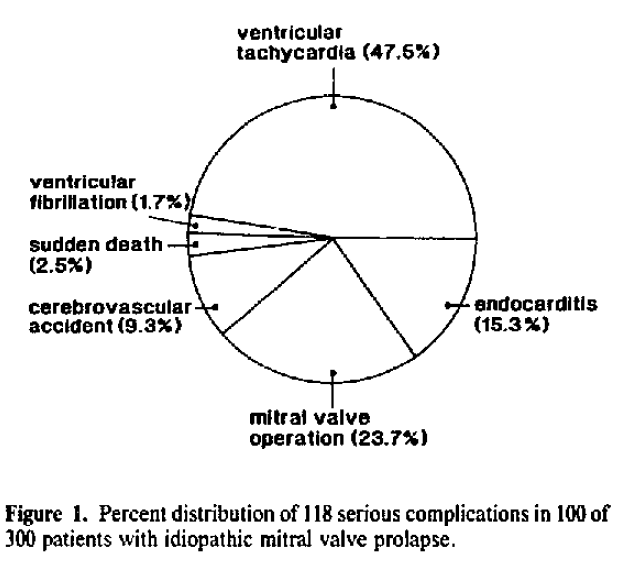 ventricular
tachycardia (47.5%)
ventricular
fibrillation (1.7%)
sudden death
(2.5%)
cerebrovascular
accident (9.3%)
endocarditis
(15.3%)
mitral valve
operation (23.7%)
Figure 1. Percent distribution of 118 serious complications in 100 of
300 patients with idiopathic mitral valve prolapse.